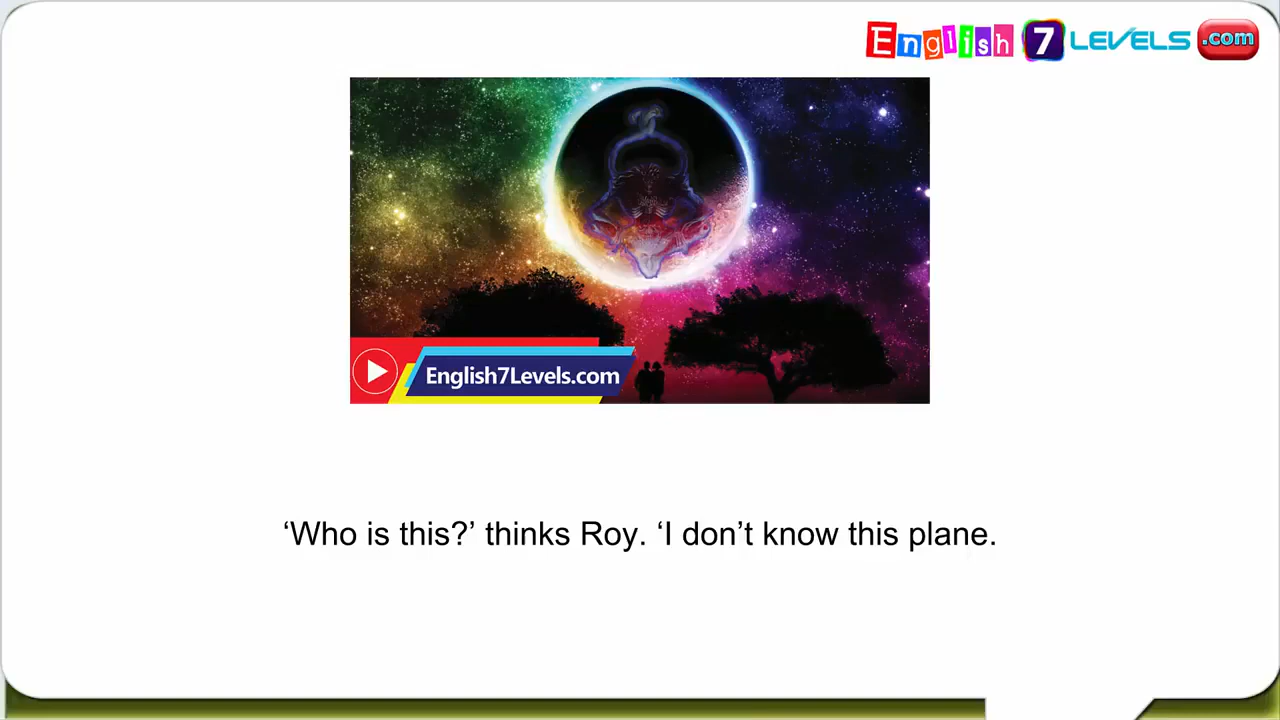 English 7 LEVELS .com
English7Levels.com
‘Who is this?’ thinks Roy. ‘I don’t know this plane.